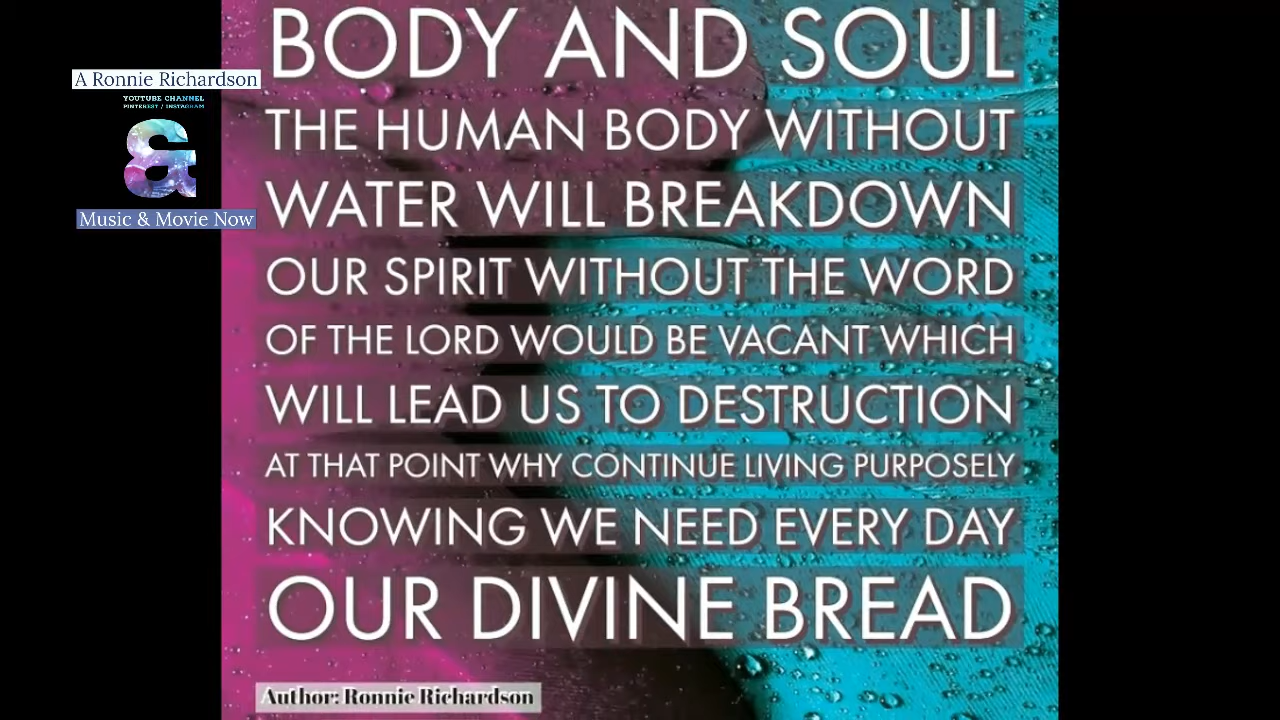 A Ronnie Richardson
YOUTUBE CHANNEL
PINTEREST / INSTAGRAM
&
Music & Movie Now
BODY AND SOUL
THE HUMAN BODY WITHOUT
WATER WILL BREAKDOWN
OUR SPIRIT WITHOUT THE WORD
OF THE LORD WOULD BE VACANT WHICH
WILL LEAD US TO DESTRUCTION
AT THAT POINT WHY CONTINUE LIVING PURPOSELY
KNOWING WE NEED EVERY DAY
OUR DIVINE BREAD
Author: Ronnie Richardson